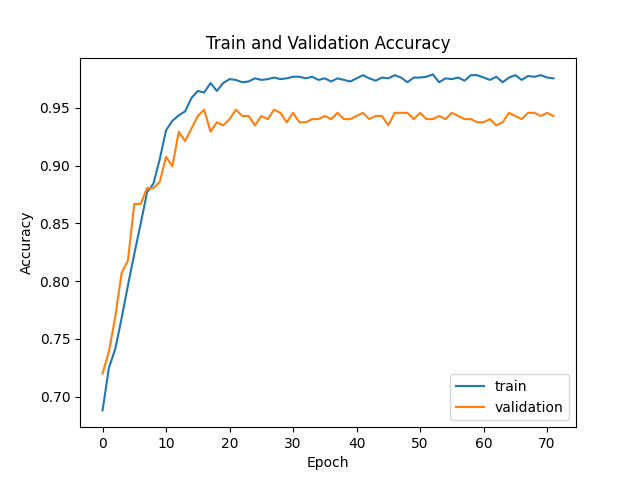 Train and Validation Accuracy
Accuracy
0.95
0.90
0.85
0.80
0.75
0.70
0 10 20 30 40 50 60 70
Epoch
train
validation